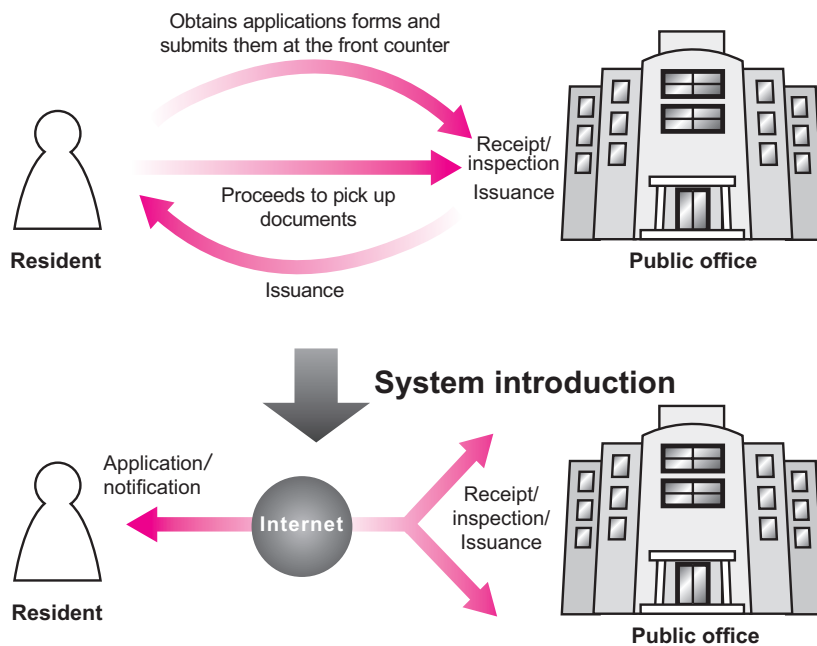 Obtains applications forms and
submits them at the front counter
Receipt/
inspection
Issuance
Proceeds to pick up
documents
Issuance
Resident
Public office
System introduction
Application/
notification
Internet
Receipt/
inspection/
Issuance
Resident
Public office